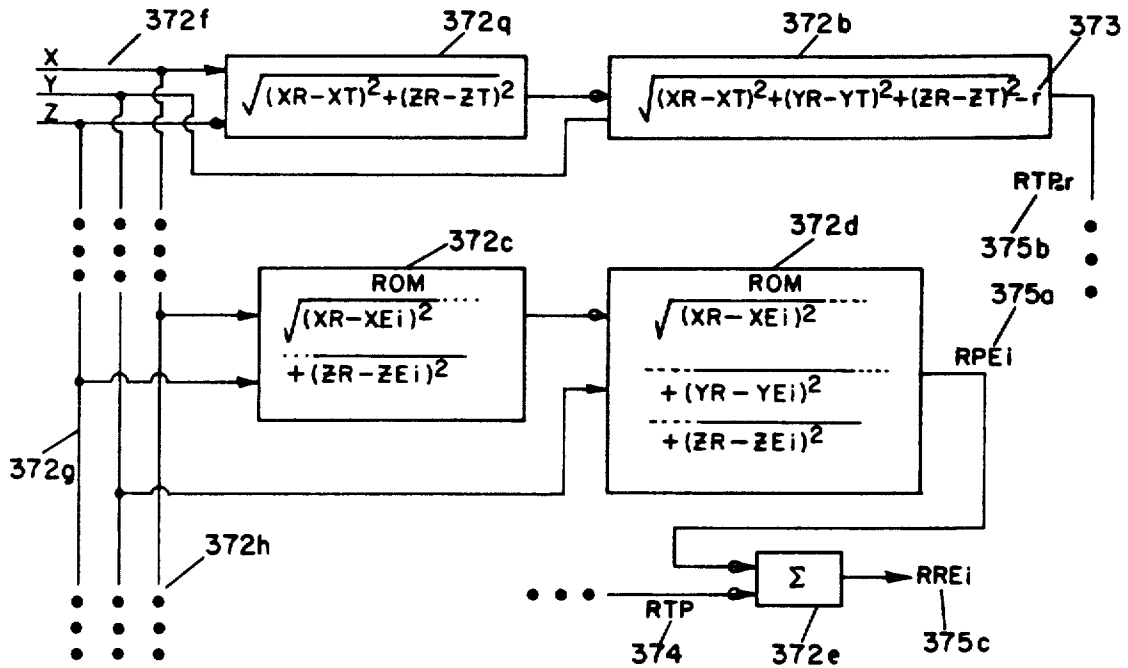 372f 372q 372b 373
X
Y
Z
√(XR-XT)²+(ZR-ZT)²
√(XR-XT)²+(YR-YT)²+(ZR-ZT)²-r
RTP-r
375b
372c 372d
375a
ROM
√(XR-XEi)²
+(ZR-ZEi)²
ROM
√(XR-XEi)²
+(YR-YEi)²
+(ZR-ZEi)²
RPEi
372g
372h
Σ
RREi
RTP
374
372e
375c